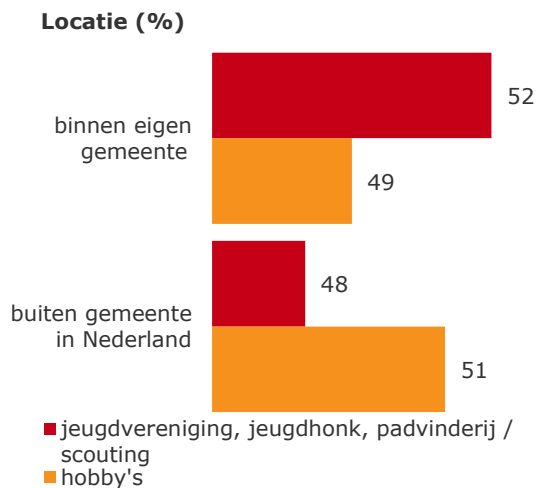 Locatie (%)
52
binnen eigen
gemeente
49
48
buiten gemeente
in Nederland
51
jeugdvereniging, jeugdhonk, padvinderij /
scouting
hobby's